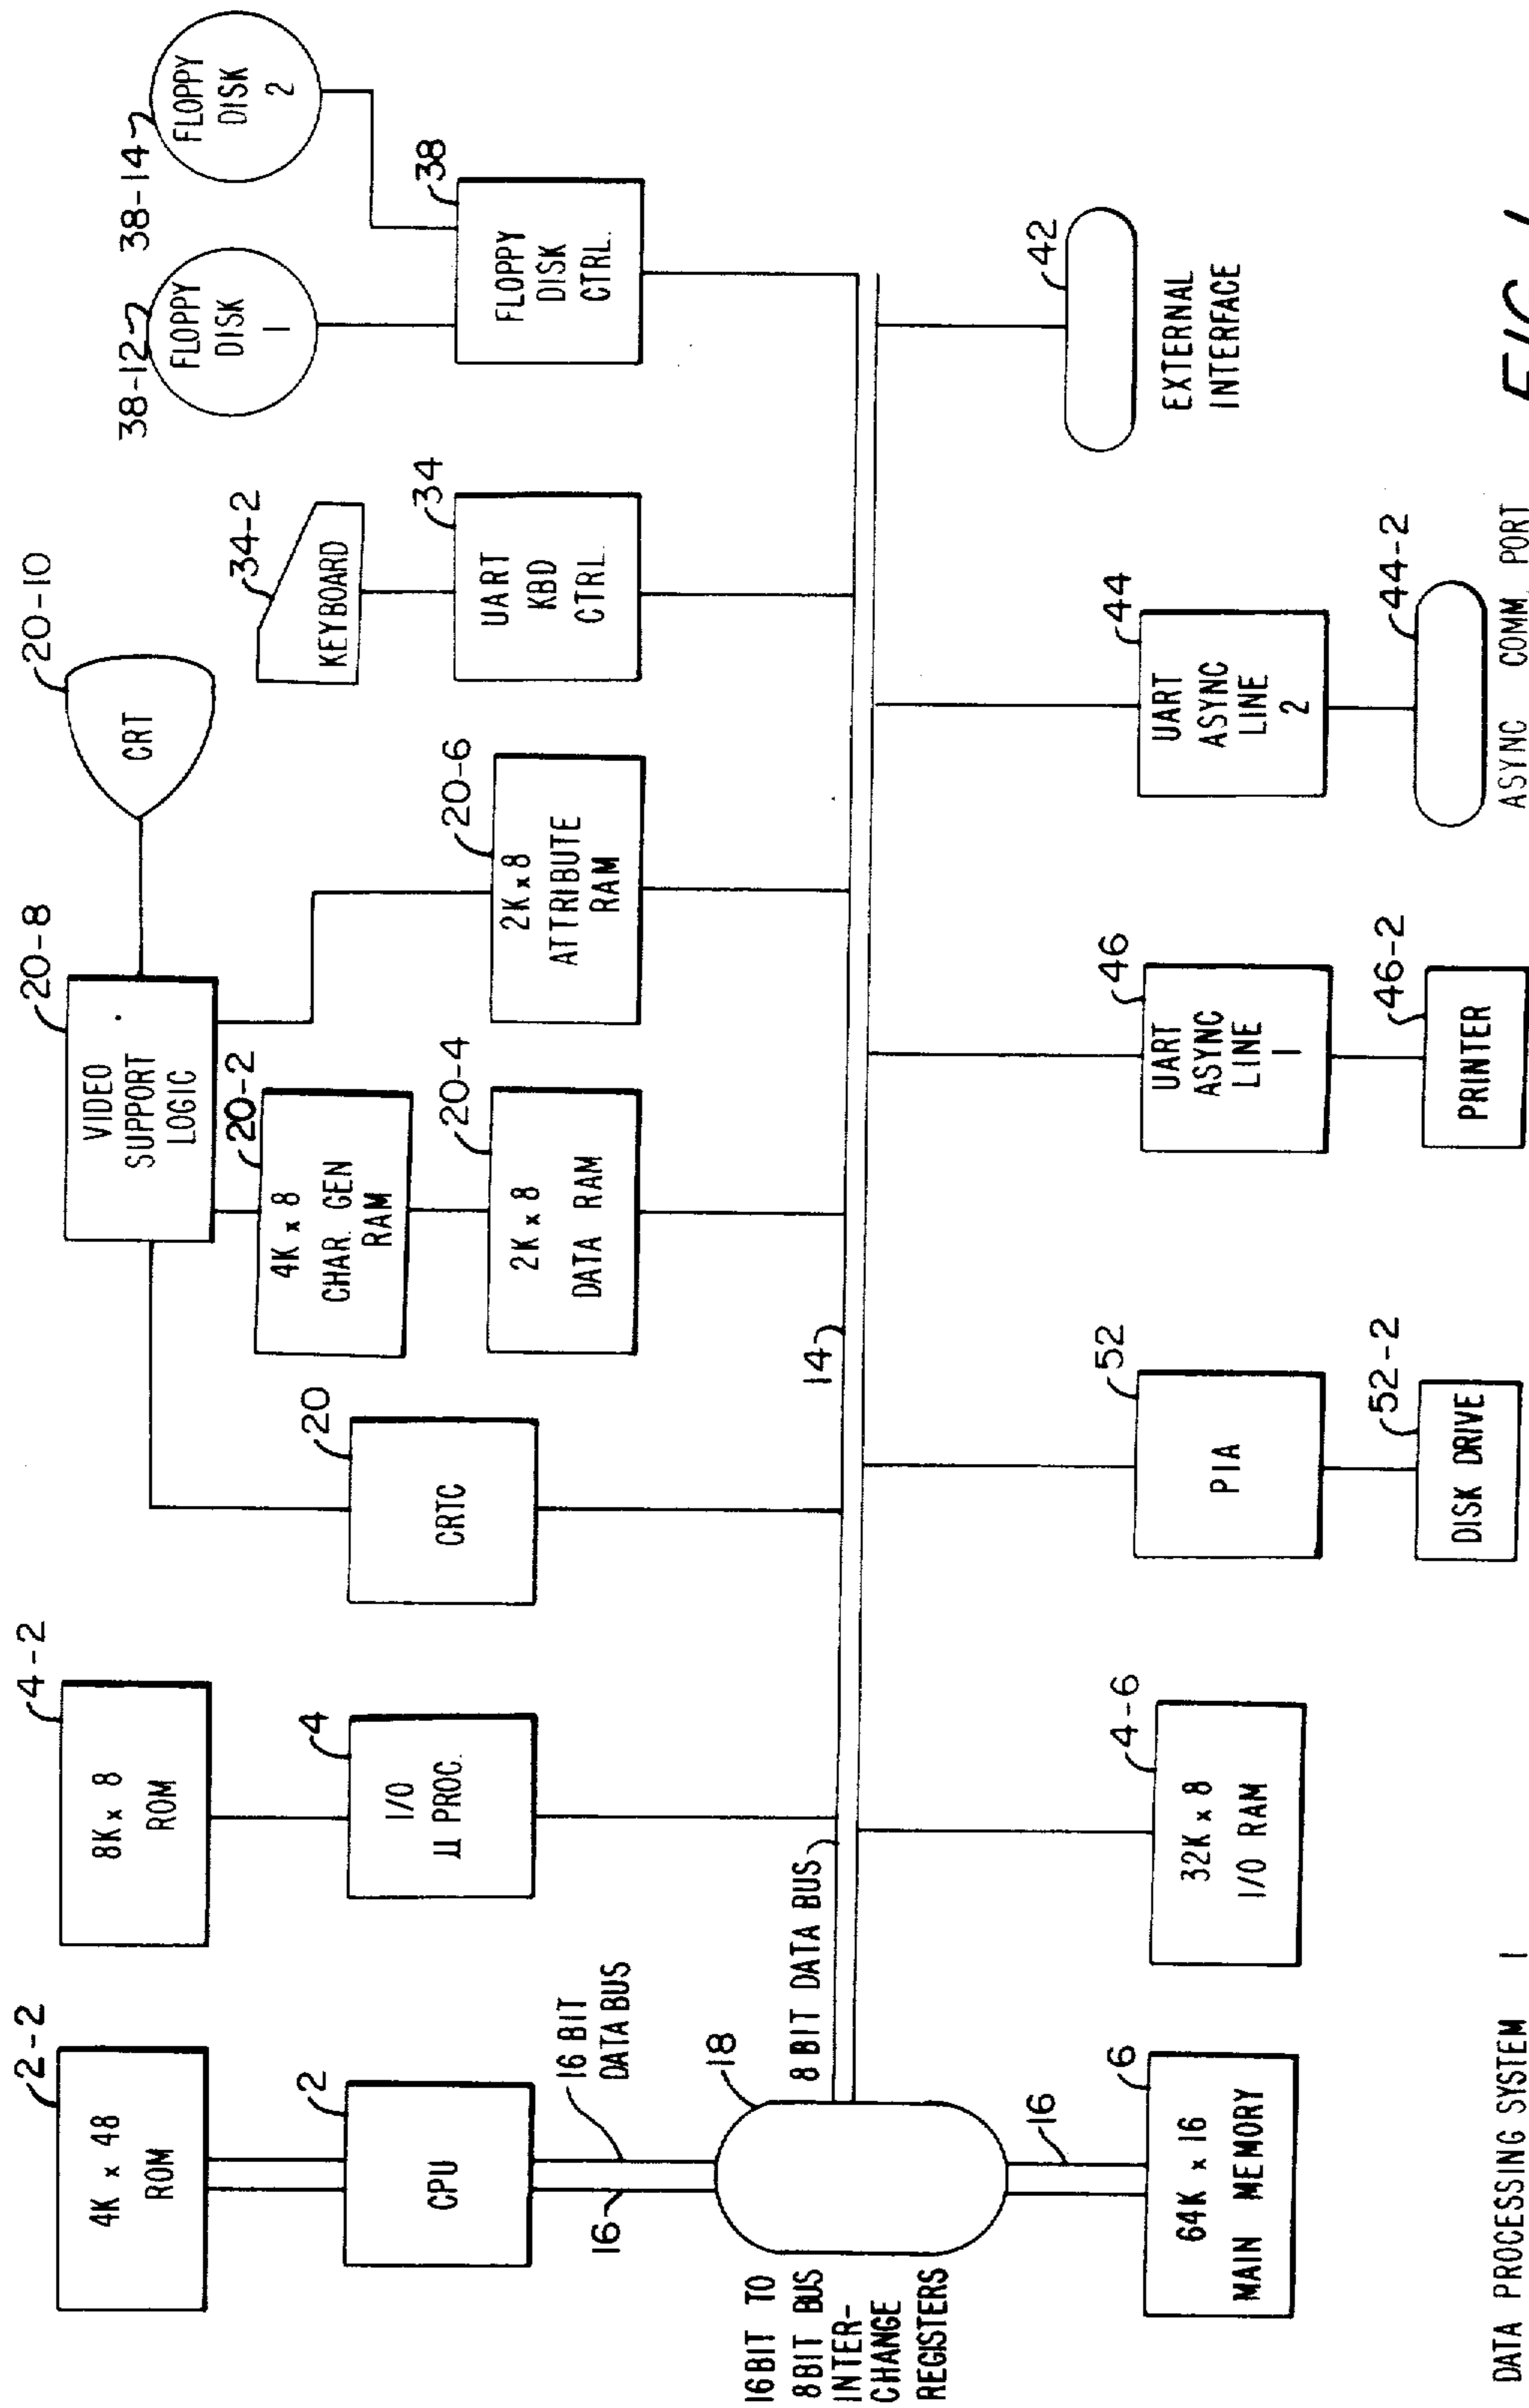 2-2
4K x 48
ROM
2
CPU
16
16 BIT
DATA BUS
18
16BIT TO
8BIT BUS
INTER-
CHANGE
REGISTERS
16
6
64K x 16
MAIN MEMORY
4-2
8K x 8
ROM
4
I/O
μ PROC.
8 BIT DATA BUS
4-6
32K x 8
I/O RAM
20
CRTC
14
52
PIA
52-2
DISK DRIVE
20-8
VIDEO
SUPPORT
LOGIC
20-10
CRT
20-2
4K x 8
CHAR. GEN
RAM
20-4
2K x 8
DATA RAM
20-6
2K x 8
ATTRIBUTE
RAM
46
UART
ASYNC
LINE
1
46-2
PRINTER
34-2
KEYBOARD
34
UART
KBD
CTRL.
44
UART
ASYNC
LINE
2
44-2
ASYNC COMM. PORT
38-12
FLOPPY
DISK
1
38-14
FLOPPY
DISK
2
38
FLOPPY
DISK
CTRL.
42
EXTERNAL
INTERFACE
DATA PROCESSING SYSTEM 1
FIG. 1